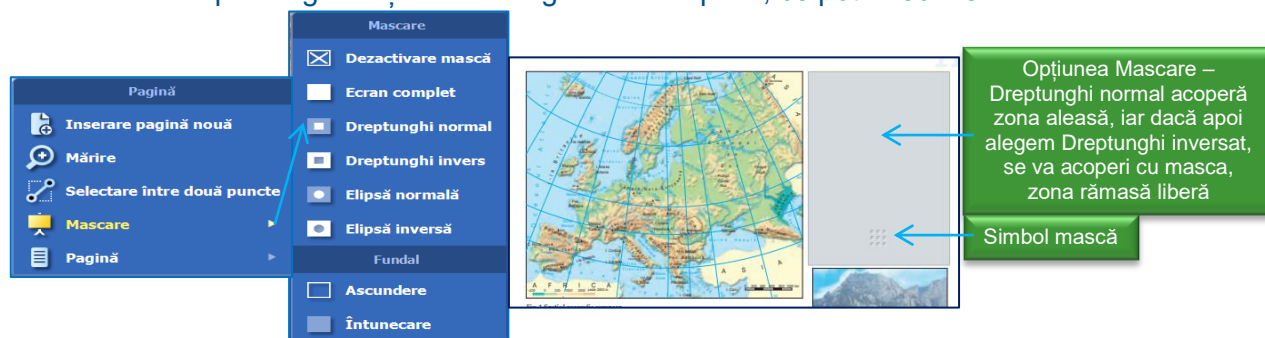 Pagină
Inserare pagină nouă
Mărire
Selectare între două puncte
Mascare
Pagină
Mascare
Dezactivare mască
Ecran complet
Dreptunghi normal
Dreptunghi invers
Elipsă normală
Elipsă inversă
Fundal
Ascundere
Întunecare
A F R I C A
A S I A
Opțiunea Mascare –
Dreptunghi normal acoperă
zona aleasă, iar dacă apoi
alegem Dreptunghi inversat,
se va acoperi cu masca,
zona rămasă liberă
Simbol mască